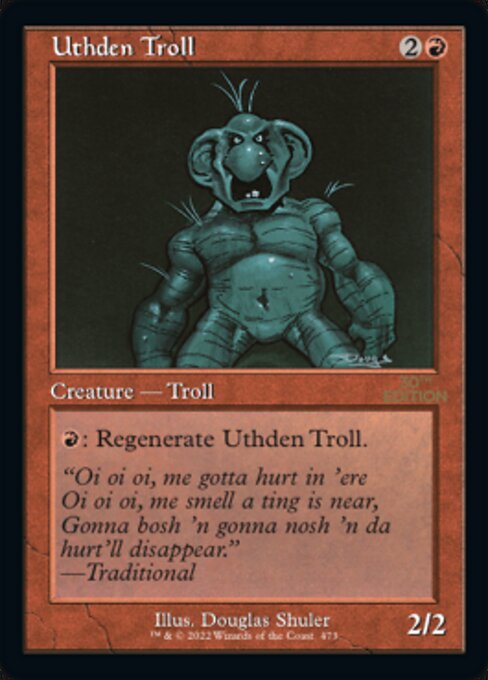 Uthden Troll 2
Doug S
30TH
EDITION
Creature — Troll
: Regenerate Uthden Troll.
“Oi oi oi, me gotta hurt in ’ere
Oi oi oi, me smell a ting is near,
Gonna bosh ’n gonna nosh ’n da
hurt’ll disappear.”
—Traditional
Illus. Douglas Shuler
™ & © 2022 Wizards of the Coast 473
2/2